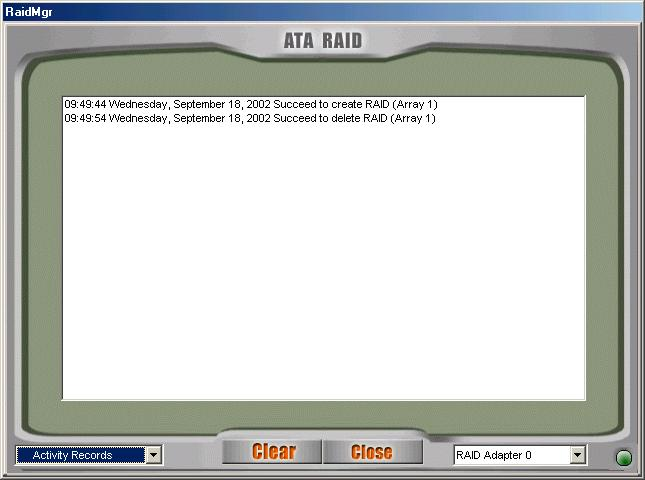 RaidMgr
ATA RAID
09:49:44 Wednesday, September 18, 2002 Succeed to create RAID (Array 1)
09:49:54 Wednesday, September 18, 2002 Succeed to delete RAID (Array 1)
Activity Records
Clear
Close
RAID Adapter 0